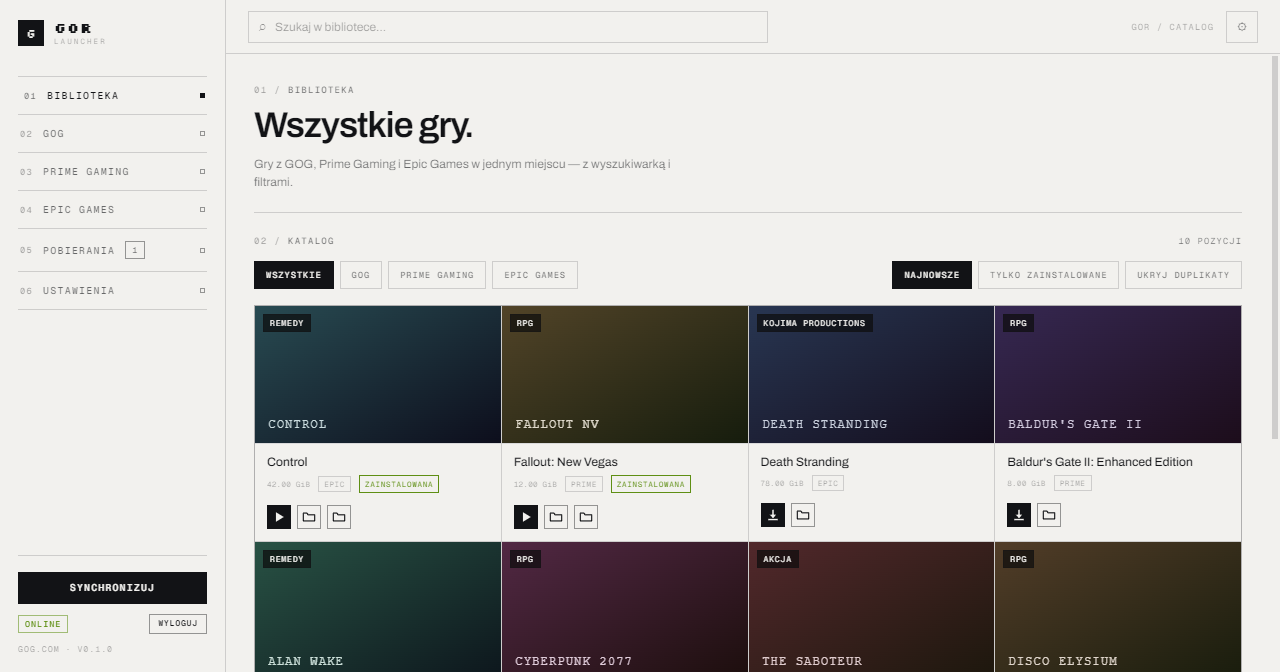 G GOR
LAUNCHER
01 BIBLIOTEKA
02 GOG
03 PRIME GAMING
04 EPIC GAMES
05 POBIERANIA 1
06 USTAWIENIA
SYNCHRONIZUJ
ONLINE WYLOGUJ
GOG.COM · V0.1.0
Szukaj w bibliotece...
GOR / CATALOG
01 / BIBLIOTEKA
Wszystkie gry.
Gry z GOG, Prime Gaming i Epic Games w jednym miejscu — z wyszukiwarką i
filtrami.
02 / KATALOG 10 POZYCJI
WSZYSTKIE GOG PRIME GAMING EPIC GAMES NAJNOWSZE TYLKO ZAINSTALOWANE UKRYJ DUPLIKATY
REMEDY
CONTROL
Control
42.00 GiB EPIC ZAINSTALOWANA
RPG
FALLOUT NV
Fallout: New Vegas
12.00 GiB PRIME ZAINSTALOWANA
KOJIMA PRODUCTIONS
DEATH STRANDING
Death Stranding
78.00 GiB EPIC
RPG
BALDUR'S GATE II
Baldur's Gate II: Enhanced Edition
6.00 GiB PRIME
REMEDY
ALAN WAKE
RPG
CYBERPUNK 2077
AKCJA
THE SABOTEUR
RPG
DISCO ELYSIUM